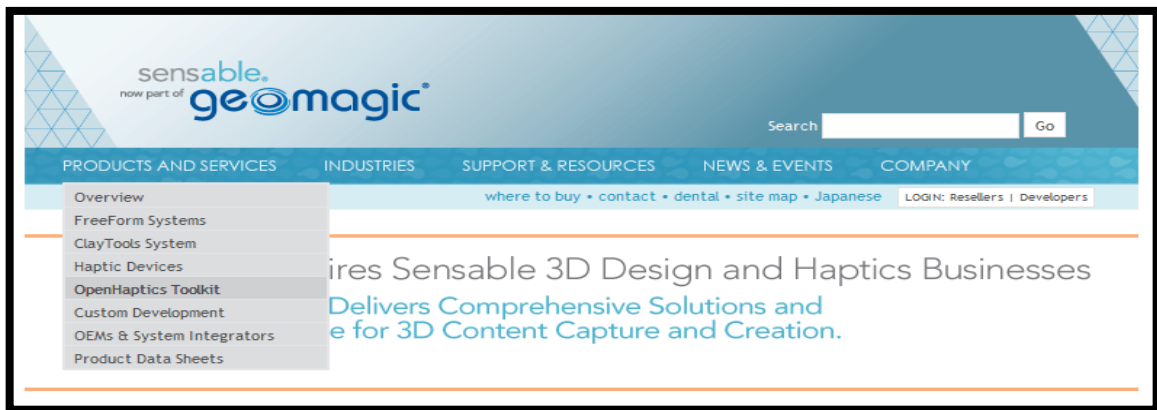 sensable.
now part of geomagic®
Search Go
PRODUCTS AND SERVICES INDUSTRIES SUPPORT & RESOURCES NEWS & EVENTS COMPANY
where to buy • contact • dental • site map • Japanese LOGIN: Resellers | Developers
Overview
FreeForm Systems
ClayTools System
Haptic Devices
OpenHaptics Toolkit
Custom Development
OEMs & System Integrators
Product Data Sheets
ires Sensable 3D Design and Haptics Businesses
Delivers Comprehensive Solutions and
e for 3D Content Capture and Creation.